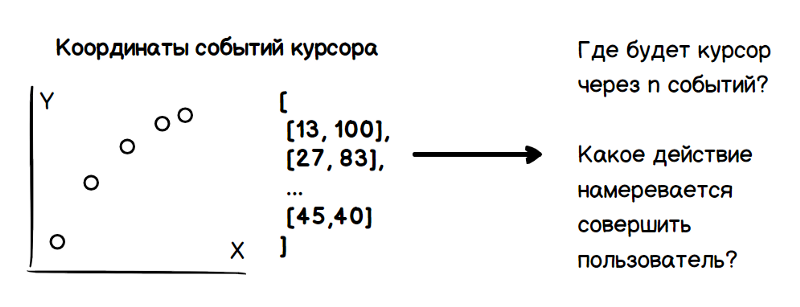 Координаты событий курсора
Y
X
[
[13, 100],
[27, 83],
...
[45,40]
]
Где будет курсор
через n событий?
Какое действие
намеревается
совершить
пользователь?